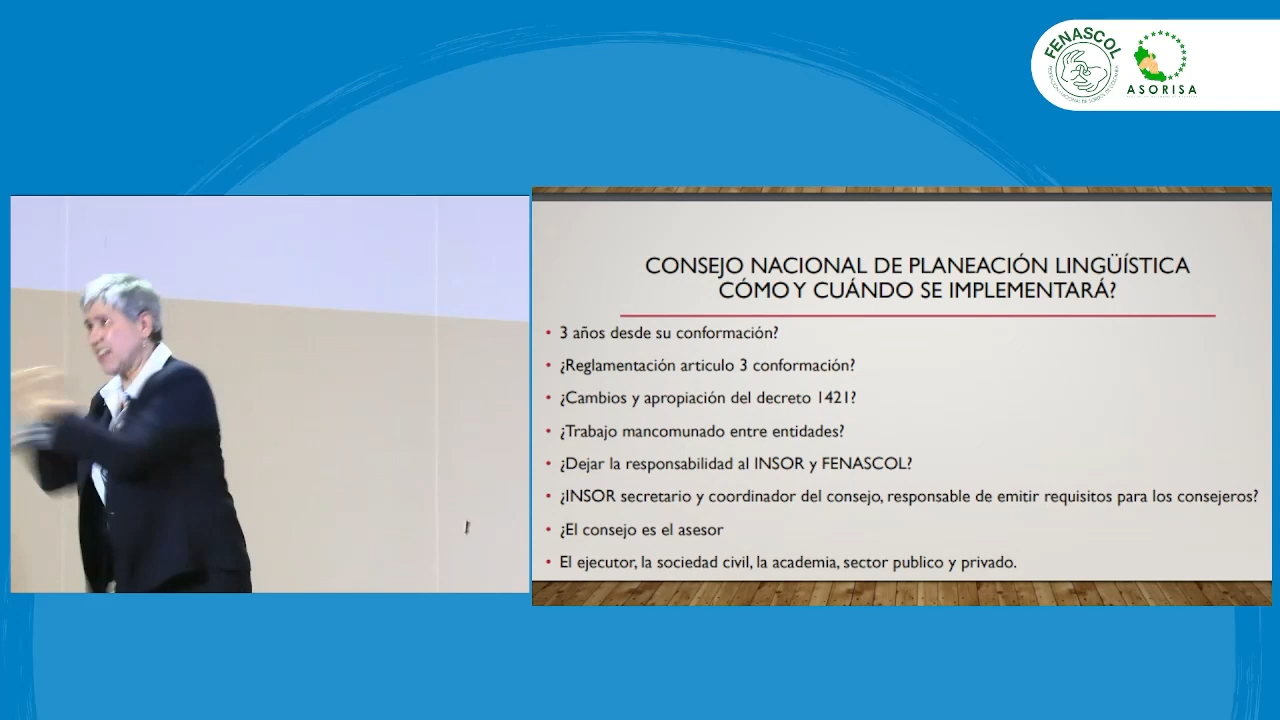 FENASCOL
ASORISA
CONSEJO NACIONAL DE PLANEACIÓN LINGÜÍSTICA
CÓMO Y CUÁNDO SE IMPLEMENTARÁ?
• 3 años desde su conformación?
• ¿Reglamentación articulo 3 conformación?
• ¿Cambios y apropiación del decreto 1421?
• ¿Trabajo mancomunado entre entidades?
• ¿Dejar la responsabilidad al INSOR y FENASCOL?
• ¿INSOR secretario y coordinador del consejo, responsable de emitir requisitos para los consejeros?
• ¿El consejo es el asesor
• El ejecutor, la sociedad civil, la academia, sector publico y privado.